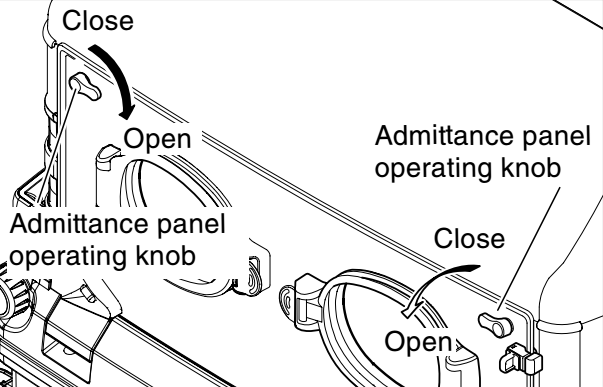 Close
Open
Admittance panel
operating knob
Admittance panel
operating knob
Close
Open